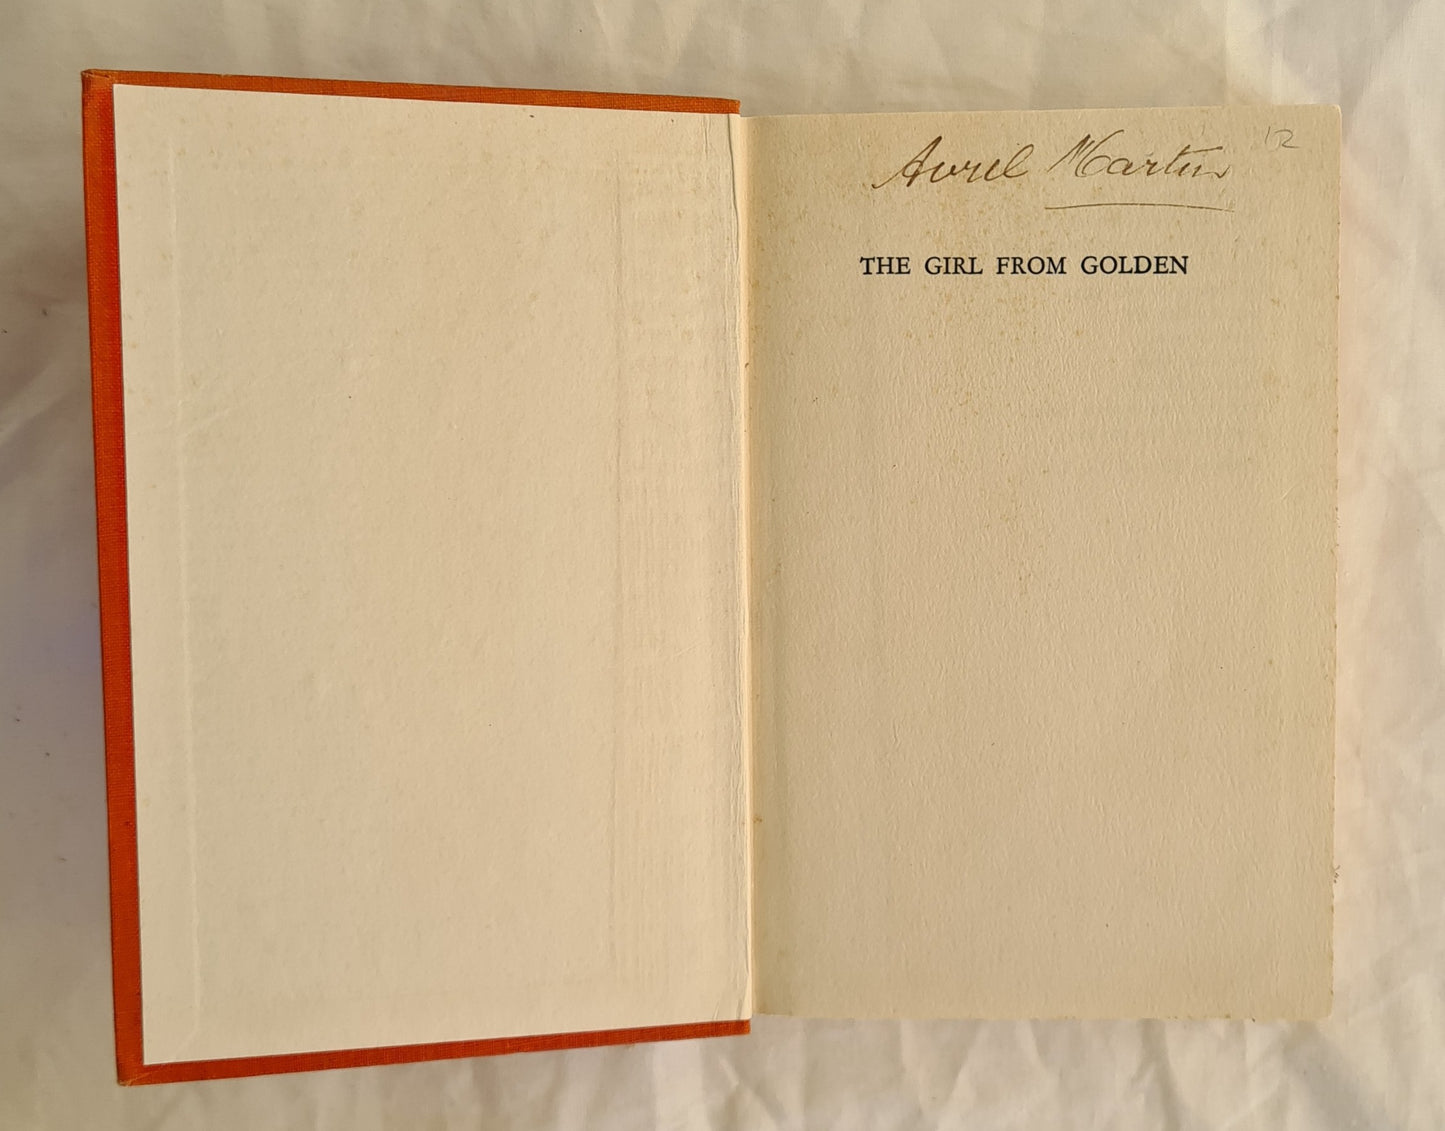 Avril Martin
12
THE GIRL FROM GOLDEN